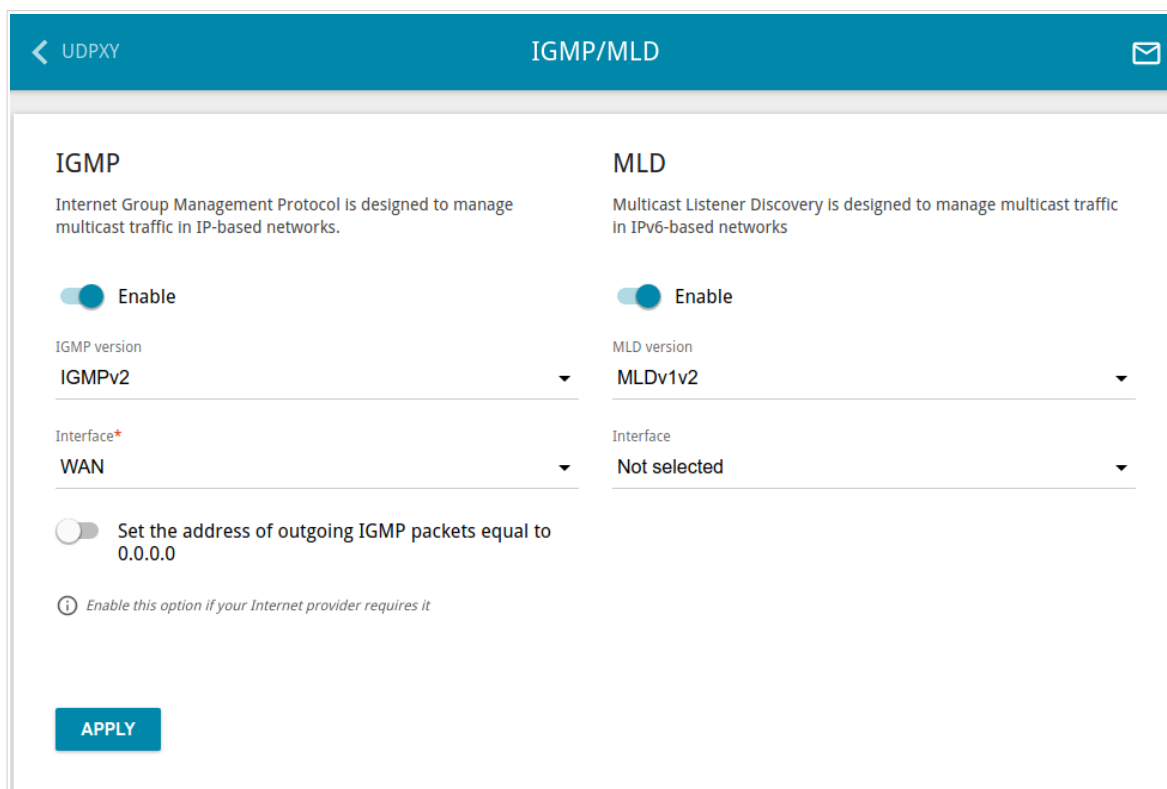 UDPXY
IGMP/MLD
IGMP
Internet Group Management Protocol is designed to manage
multicast traffic in IP-based networks.
Enable
IGMP version
IGMPv2
Interface*
WAN
Set the address of outgoing IGMP packets equal to
0.0.0.0
Enable this option if your Internet provider requires it
APPLY
MLD
Multicast Listener Discovery is designed to manage multicast traffic
in IPv6-based networks
Enable
MLD version
MLDv1v2
Interface
Not selected